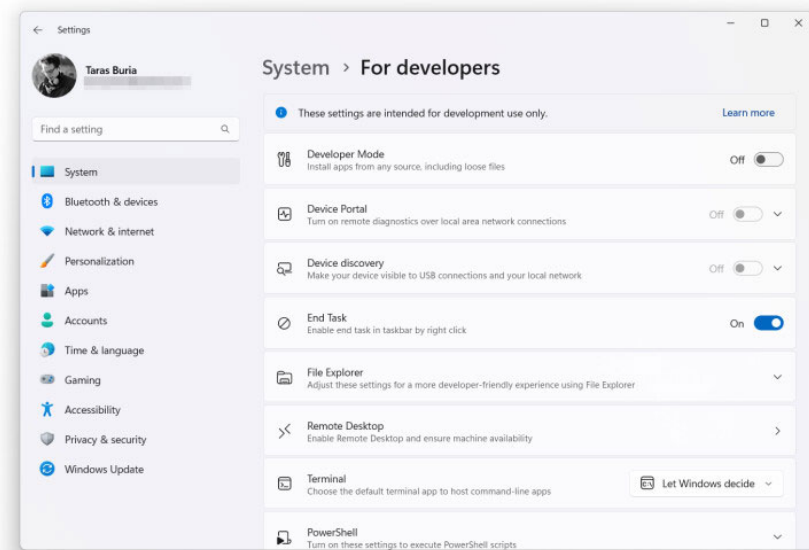 Settings
Taras Buria
Find a setting
System
Bluetooth & devices
Network & internet
Personalization
Apps
Accounts
Time & language
Gaming
Accessibility
Privacy & security
Windows Update
System > For developers
These settings are intended for development use only.
Learn more
Developer Mode
Install apps from any source, including loose files
Off
Device Portal
Turn on remote diagnostics over local area network connections
Off
Device discovery
Make your device visible to USB connections and your local network
Off
End Task
Enable end task in taskbar by right click
On
File Explorer
Adjust these settings for a more developer-friendly experience using File Explorer
Remote Desktop
Enable Remote Desktop and ensure machine availability
Terminal
Choose the default terminal app to host command-line apps
Let Windows decide
PowerShell
Turn on these settings to execute PowerShell scripts